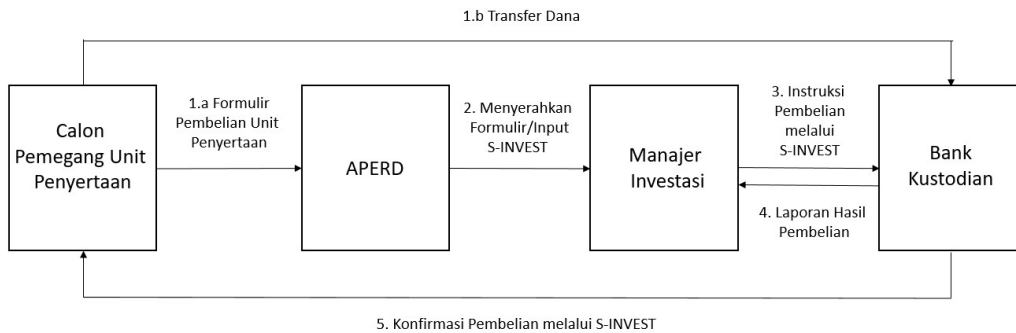 1.b Transfer Dana
Calon
Pemegang Unit
Penyertaan
1.a Formulir
Pembelian Unit
Penyertaan
APERD
2. Menyerahkan
Formulir/Input
S-INVEST
Manajer
Investasi
3. Instruksi
Pembelian
melalui
S-INVEST
4. Laporan Hasil
Pembelian
Bank
Kustodian
5. Konfirmasi Pembelian melalui S-INVEST